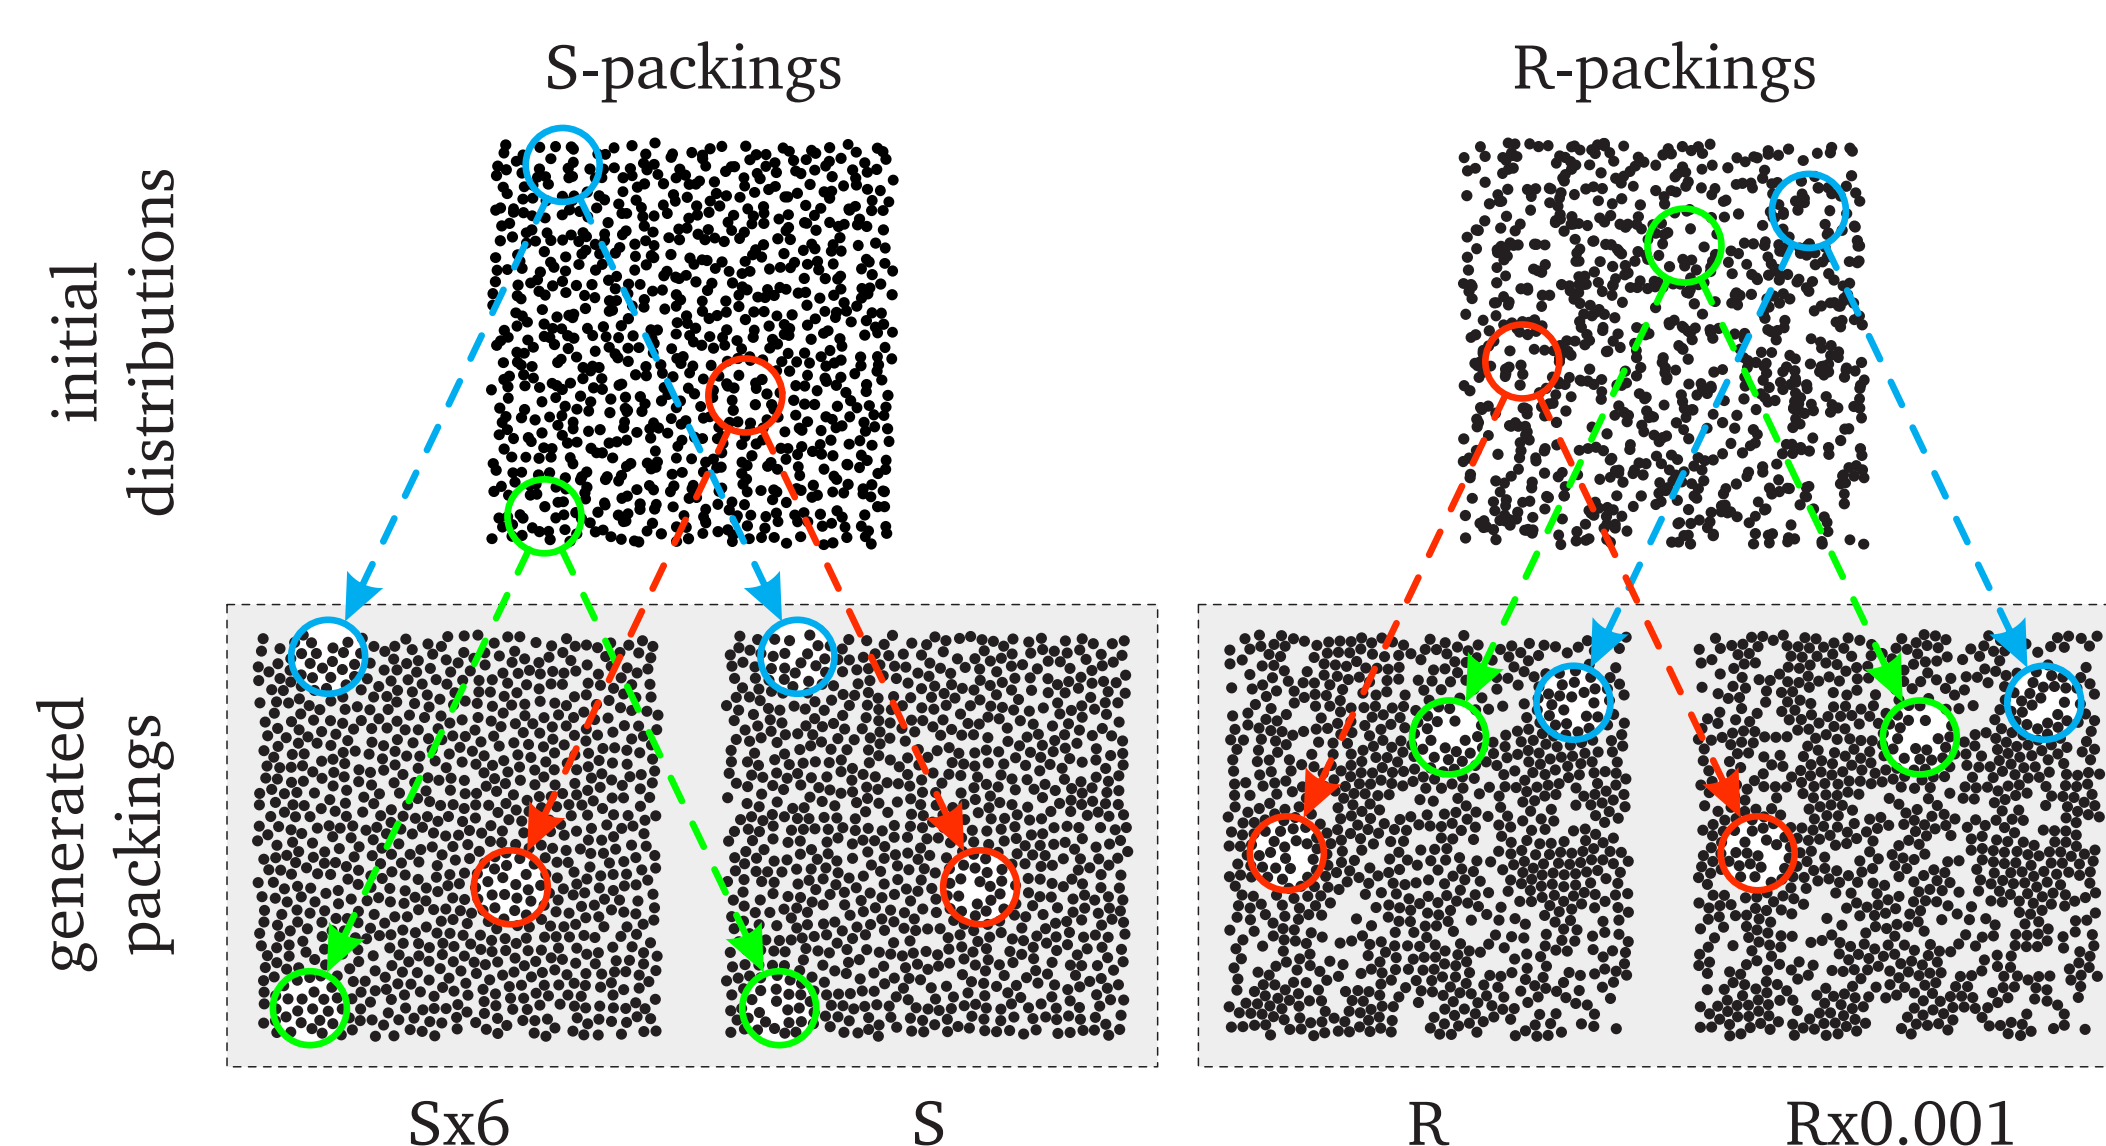 S-packings
R-packings
initial
distributions
generated
packings
Sx6
S
R
Rx0.001